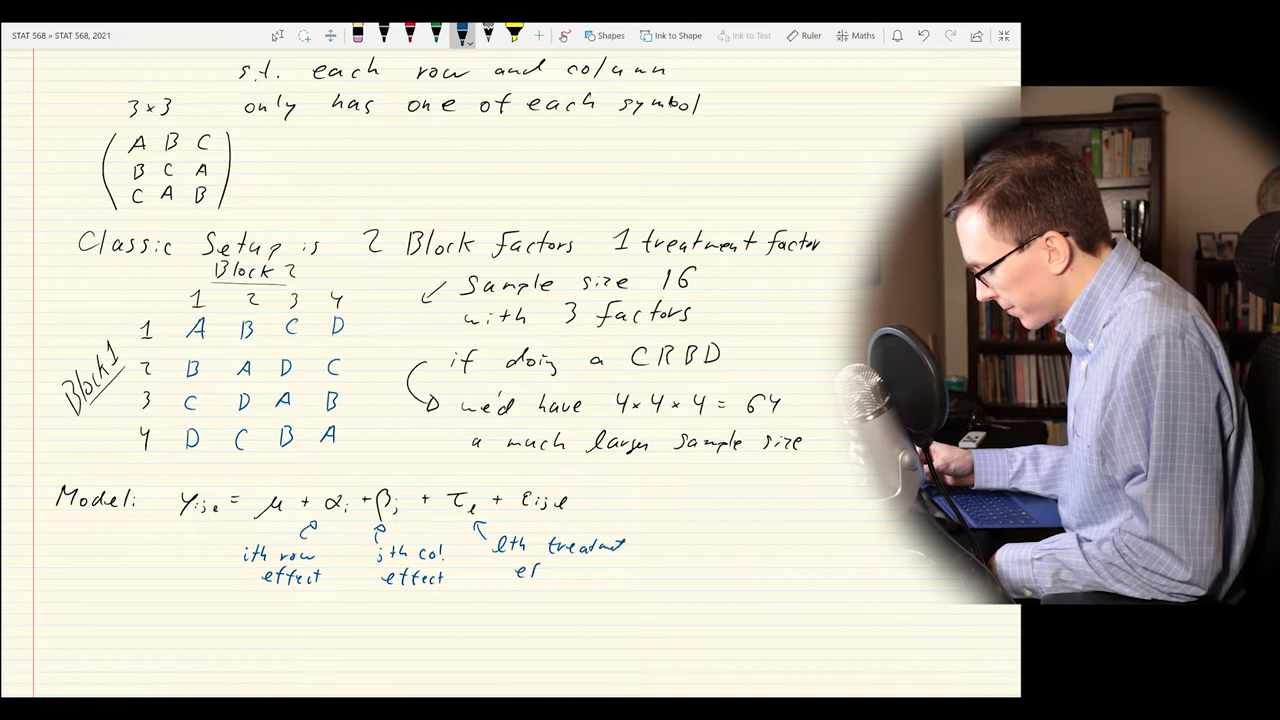 STAT 568 » STAT 568, 2021
Shapes
Ink to Shape
Ink to Text
Ruler
Maths
s.t. each row and column
3×3 only has one of each symbol
A B C
B C A
C A B
Classic Setup is 2 Block Factors 1 treatment factor
Block 2
1 2 3 4
Block 1
1 A B C D
2 B A D C
3 C D A B
4 D C B A
Sample size 16
with 3 factors
if doing a CRBD
we'd have 4×4×4 = 64
a much larger sample size
Model: yijl = μ + αi + βj + τl + εijl
ith row effect
jth col. effect
lth treatment ef